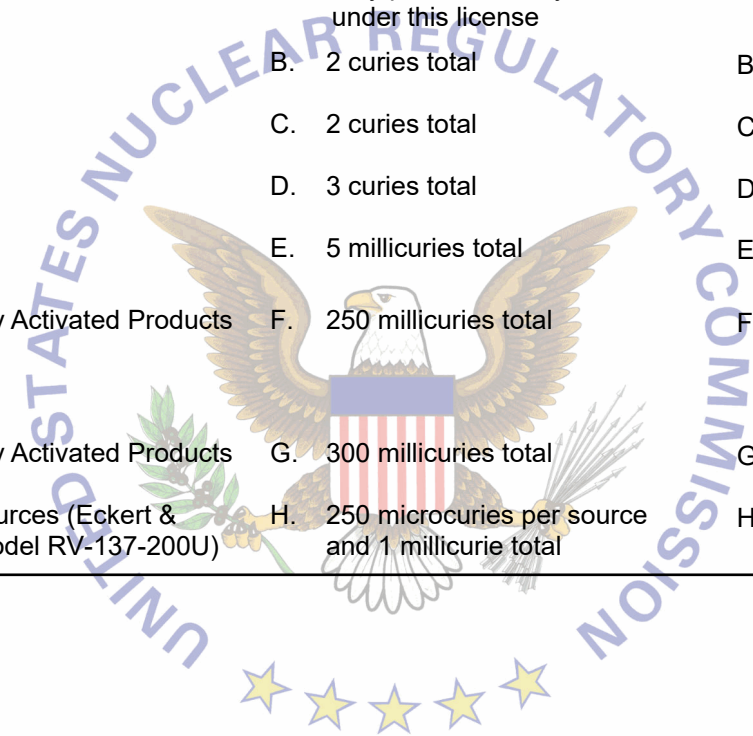 under this license
B. 2 curies total B
C. 2 curies total C
D. 3 curies total D
E. 5 millicuries total E
y Activated Products F. 250 millicuries total F
y Activated Products G. 300 millicuries total G
urces (Eckert & H. 250 microcuries per source H
odel RV-137-200U) and 1 millicurie total
UNITED STATES NUCLEAR REGULATORY COMMISSION